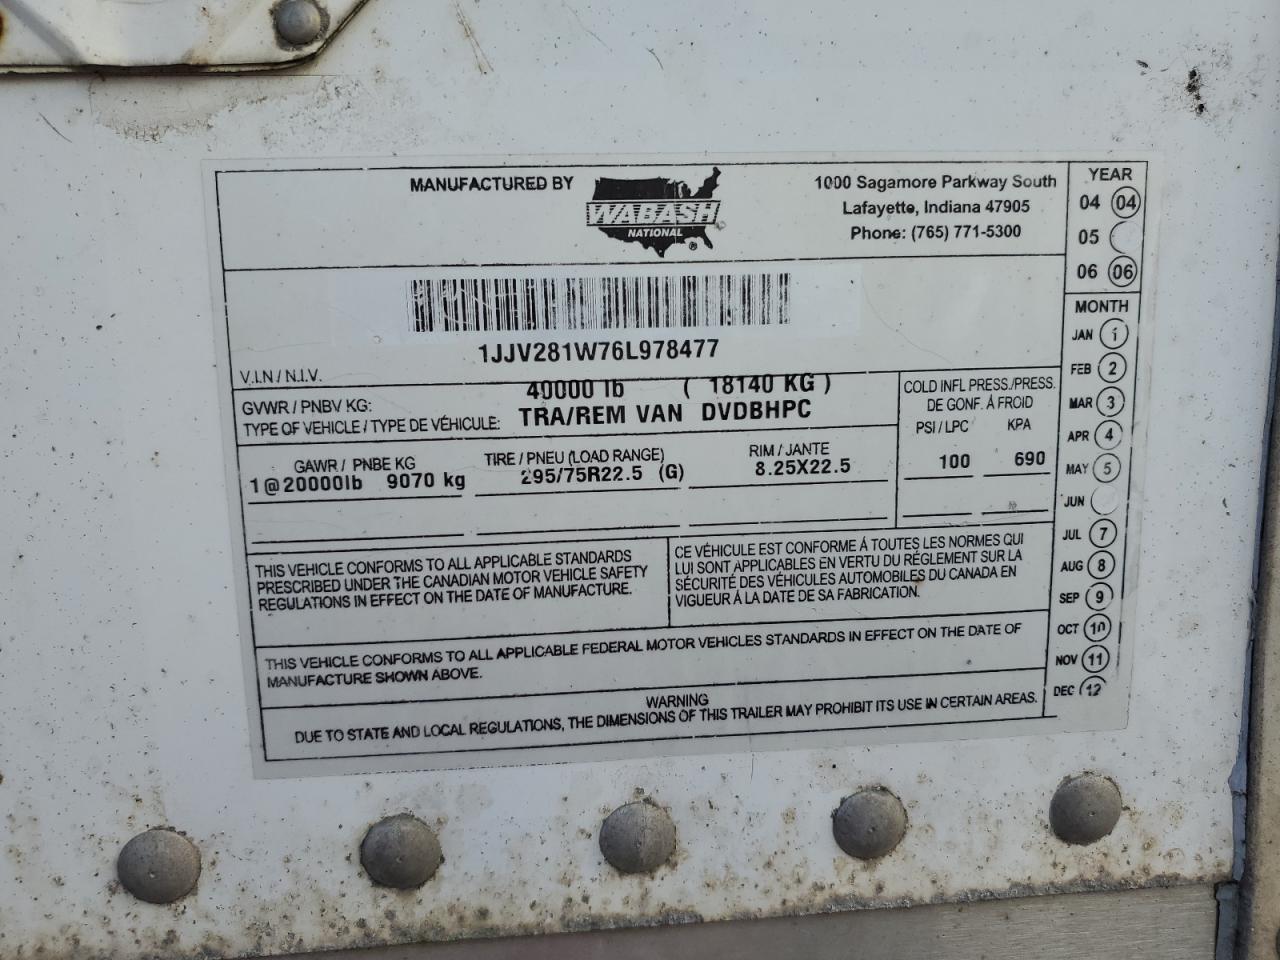 MANUFACTURED BY
WABASH
NATIONAL ®
1000 Sagamore Parkway South
Lafayette, Indiana 47905
Phone: (765) 771-5300
1JJV281W76L978477
V.I.N / N.I.V.
GVWR / PNBV KG: 40000 lb ( 18140 KG )
TYPE OF VEHICLE / TYPE DE VÉHICULE: TRA/REM VAN DVDBHPC
COLD INFL PRESS./PRESS.
DE GONF. À FROID
PSI / LPC KPA
GAWR / PNBE KG TIRE / PNEU (LOAD RANGE) RIM / JANTE
1@20000lb 9070 kg 295/75R22.5 (G) 8.25X22.5 100 690
THIS VEHICLE CONFORMS TO ALL APPLICABLE STANDARDS
PRESCRIBED UNDER THE CANADIAN MOTOR VEHICLE SAFETY
REGULATIONS IN EFFECT ON THE DATE OF MANUFACTURE.
CE VÉHICULE EST CONFORME À TOUTES LES NORMES QUI
LUI SONT APPLICABLES EN VERTU DU RÉGLEMENT SUR LA
SÉCURITÉ DES VÉHICULES AUTOMOBILES DU CANADA EN
VIGUEUR À LA DATE DE SA FABRICATION.
THIS VEHICLE CONFORMS TO ALL APPLICABLE FEDERAL MOTOR VEHICLES STANDARDS IN EFFECT ON THE DATE OF
MANUFACTURE SHOWN ABOVE.
WARNING
DUE TO STATE AND LOCAL REGULATIONS, THE DIMENSIONS OF THIS TRAILER MAY PROHIBIT ITS USE IN CERTAIN AREAS.
YEAR
04 04
05
06 06
MONTH
JAN 1
FEB 2
MAR 3
APR 4
MAY 5
JUN
JUL 7
AUG 8
SEP 9
OCT 10
NOV 11
DEC 12